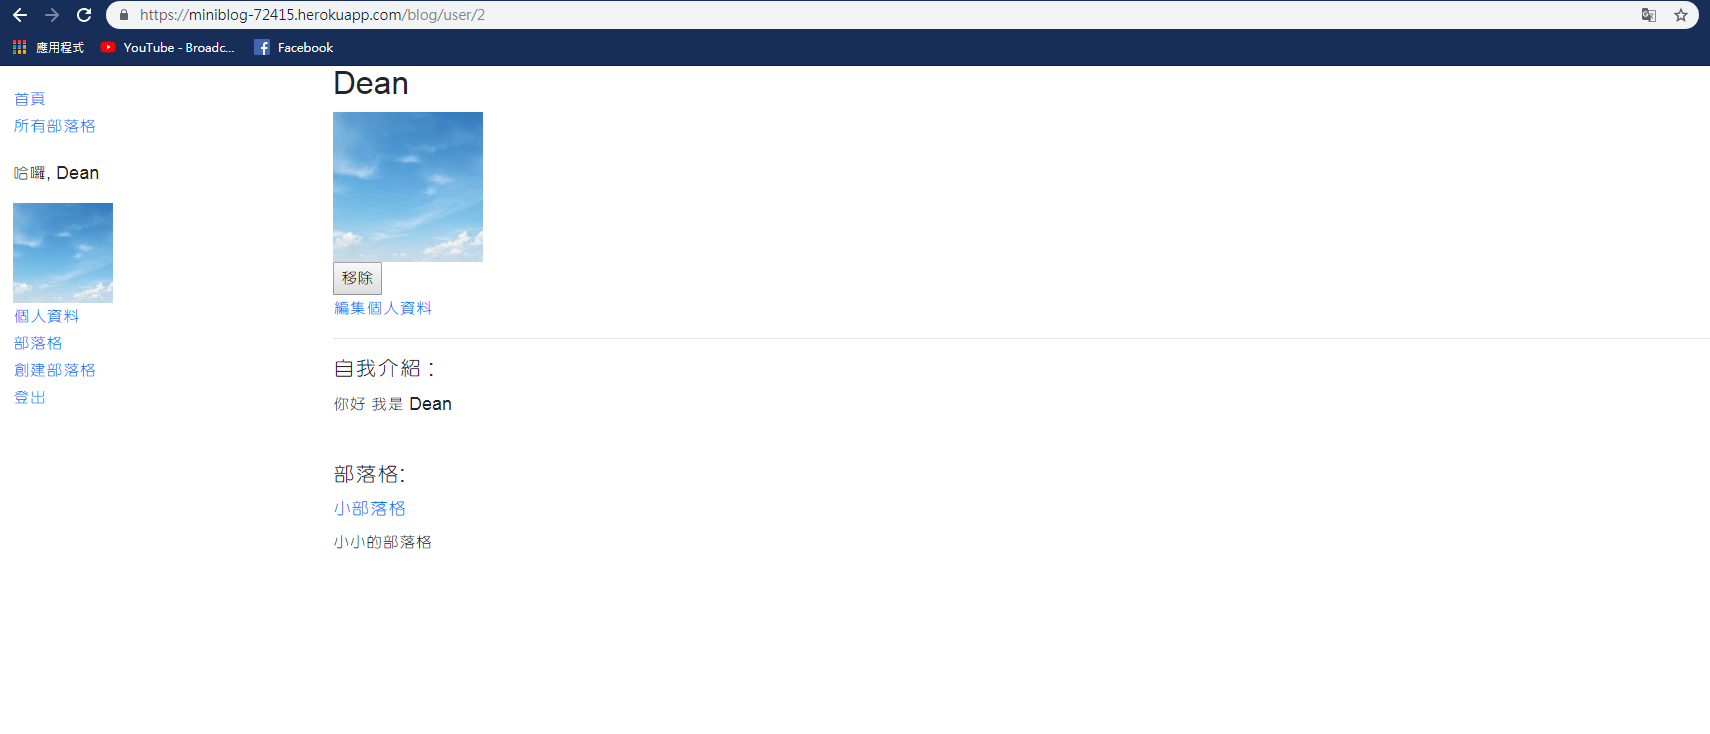 https://miniblog-72415.herokuapp.com/blog/user/2
應用程式 YouTube - Broadc... Facebook
首頁
所有部落格
哈囉, Dean
個人資料
部落格
創建部落格
登出
Dean
移除
編集個人資料
自我介紹：
你好 我是 Dean
部落格:
小部落格
小小的部落格